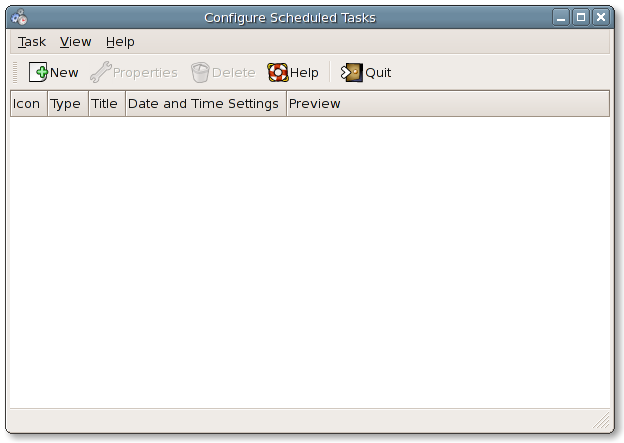 Configure Scheduled Tasks
Task View Help
New Properties Delete Help Quit
Icon Type Title Date and Time Settings Preview